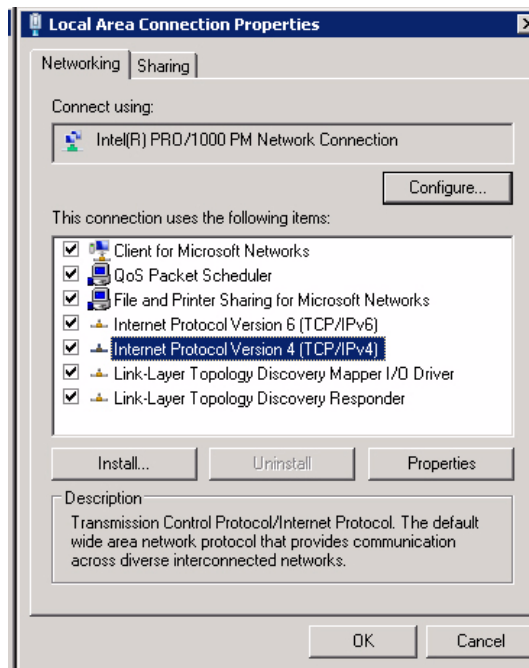 Local Area Connection Properties
Networking
Sharing
Connect using:
Intel(R) PRO/1000 PM Network Connection
Configure...
This connection uses the following items:
Client for Microsoft Networks
QoS Packet Scheduler
File and Printer Sharing for Microsoft Networks
Internet Protocol Version 6 (TCP/IPv6)
Internet Protocol Version 4 (TCP/IPv4)
Link-Layer Topology Discovery Mapper I/O Driver
Link-Layer Topology Discovery Responder
Install...
Uninstall
Properties
Description
Transmission Control Protocol/Internet Protocol. The default
wide area network protocol that provides communication
across diverse interconnected networks.
OK
Cancel